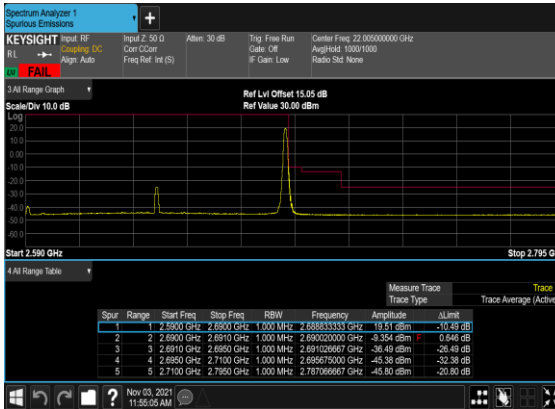 Spectrum Analyzer 1
Spurious Emissions
KEYSIGHT
RL
Input: RF
Coupling: DC
Align: Auto
Input Z: 50 Ω
Corr CCorr
Freq Ref: Int (S)
Atten: 30 dB
Trig: Free Run
Gate: Off
IF Gain: Low
Center Freq: 22.005000000 GHz
Avg|Hold: 1000/1000
Radio Std: None
FAIL
3 All Range Graph
Scale/Div 10.0 dB
Ref Lvl Offset 15.05 dB
Ref Value 30.00 dBm
Log
20.0
10.0
0.00
-10.0
-20.0
-30.0
-40.0
-50.0
-60.0
Start 2.590 GHz
Stop 2.795 G
4 All Range Table
Measure Trace Trace
Trace Type Trace Average (Active
Spur Range Start Freq Stop Freq RBW Frequency Amplitude ΔLimit
1 1 2.5900 GHz 2.6900 GHz 1.000 MHz 2.688833333 GHz 19.51 dBm -10.49 dB
2 2 2.6900 GHz 2.6910 GHz 1.000 MHz 2.690020000 GHz -9.354 dBm F 0.646 dB
3 3 2.6910 GHz 2.6950 GHz 1.000 MHz 2.691026667 GHz -36.49 dBm -26.49 dB
4 4 2.6950 GHz 2.7100 GHz 1.000 MHz 2.695675000 GHz -45.38 dBm -32.38 dB
5 5 2.7100 GHz 2.7950 GHz 1.000 MHz 2.787066667 GHz -45.80 dBm -20.80 dB
?
Nov 03, 2021
11:55:05 AM